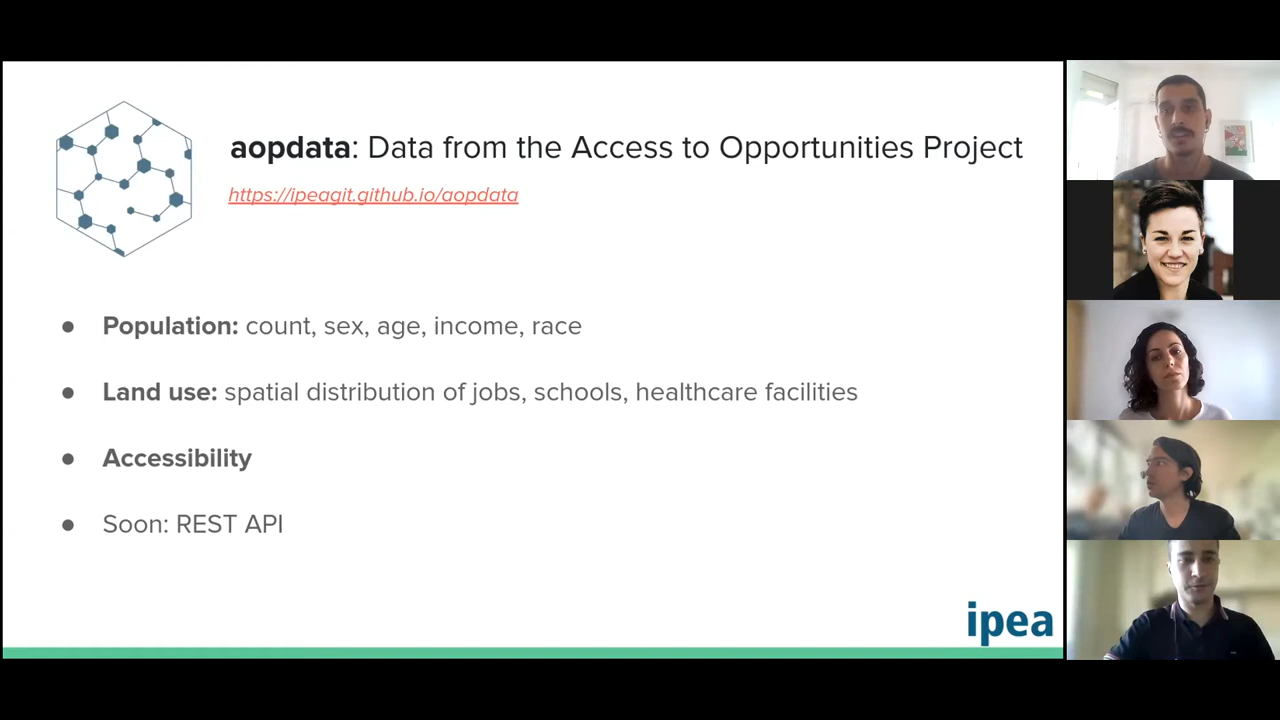 aopdata: Data from the Access to Opportunities Project
https://ipeagit.github.io/aopdata
● Population: count, sex, age, income, race
● Land use: spatial distribution of jobs, schools, healthcare facilities
● Accessibility
● Soon: REST API
ipea